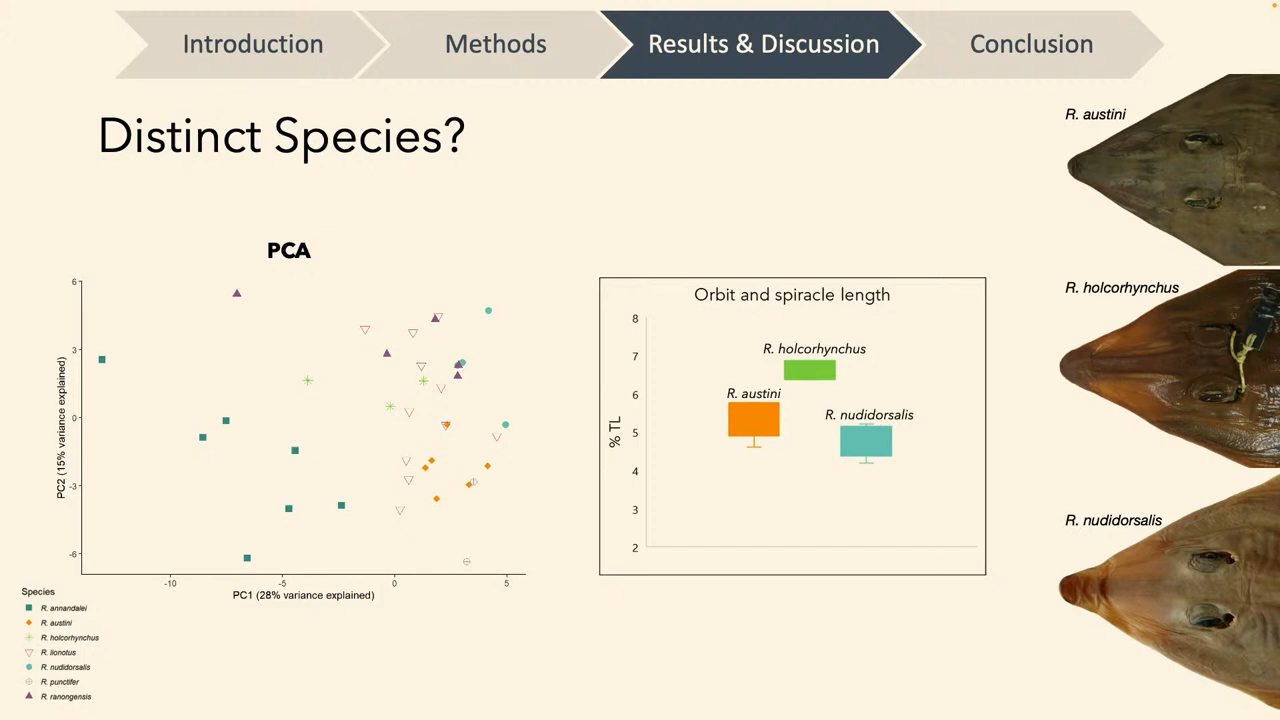 Introduction
Methods
Results & Discussion
Conclusion
Distinct Species?
PCA
6
3
0
-3
-6
PC2 (15% variance explained)
-10
-5
0
5
PC1 (28% variance explained)
Species
R. annandalei
R. austini
R. holcorhynchus
R. lionotus
R. nudidorsalis
R. punctifer
R. ranongensis
Orbit and spiracle length
8
7
6
5
4
3
2
% TL
R. holcorhynchus
R. austini
R. nudidorsalis
R. austini
R. holcorhynchus
R. nudidorsalis